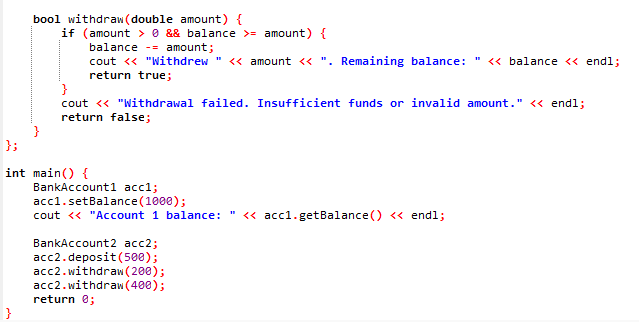 bool withdraw(double amount) {
if (amount > 0 && balance >= amount) {
balance -= amount;
cout << "Withdrew " << amount << ". Remaining balance: " << balance << endl;
return true;
}
cout << "Withdrawal failed. Insufficient funds or invalid amount." << endl;
return false;
}
};
int main() {
BankAccount1 acc1;
acc1.setBalance(1000);
cout << "Account 1 balance: " << acc1.getBalance() << endl;
BankAccount2 acc2;
acc2.deposit(500);
acc2.withdraw(200);
acc2.withdraw(400);
return 0;
}